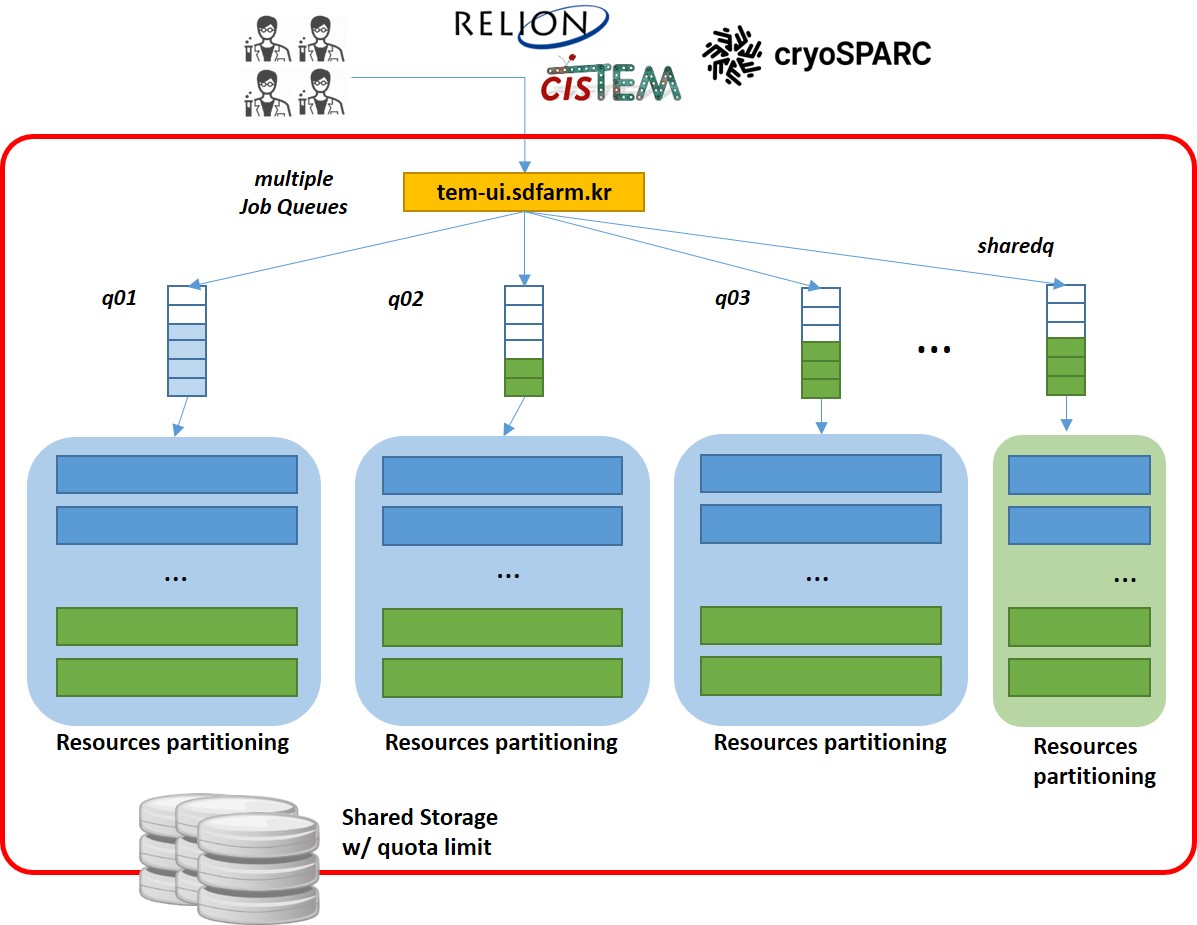 RELION
cisTEM
cryoSPARC
multiple
Job Queues
tem-ui.sdfarm.kr
sharedq
q01
q02
q03
...
...
...
...
...
Resources partitioning
Resources partitioning
Resources partitioning
Resources
partitioning
Shared Storage
w/ quota limit